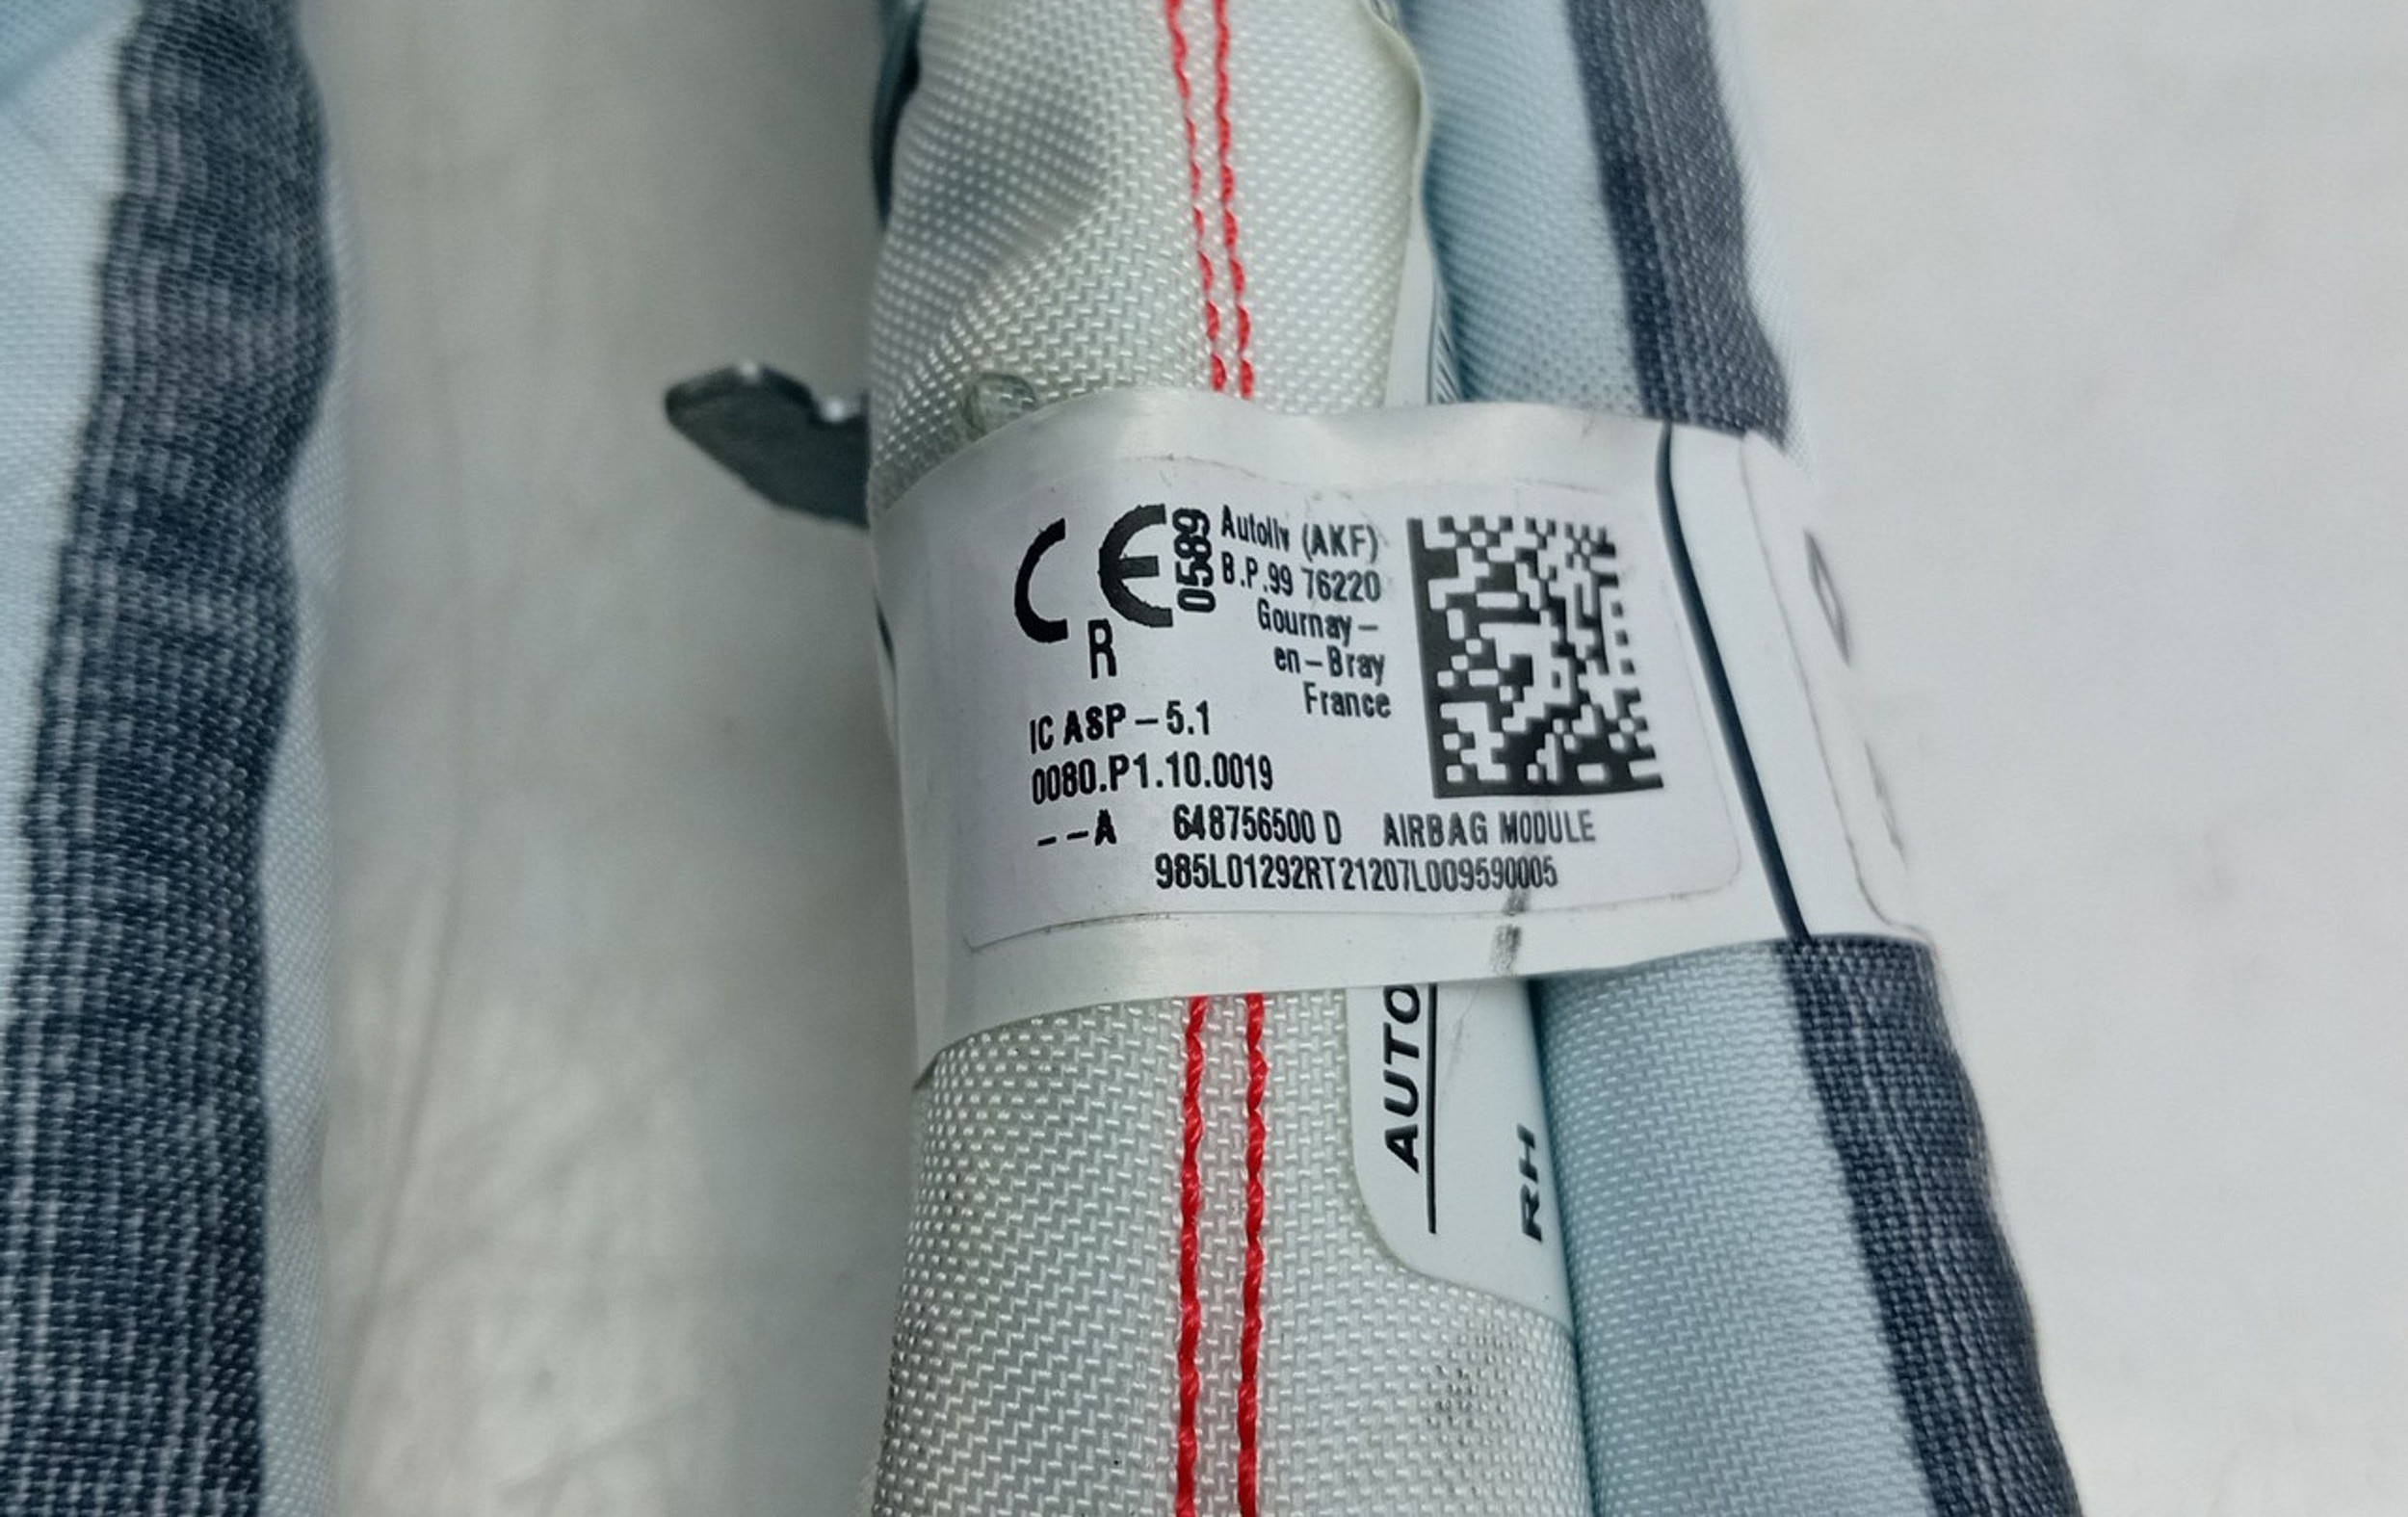 CE 0589
R
Autoliv (AKF)
B.P.99 76220
Gournay-
en-Bray
France
IC ASP-5.1
0080.P1.10.0019
--A 648756500 D AIRBAG MODULE
985L01292RT21207L009590005
AUTO
RH